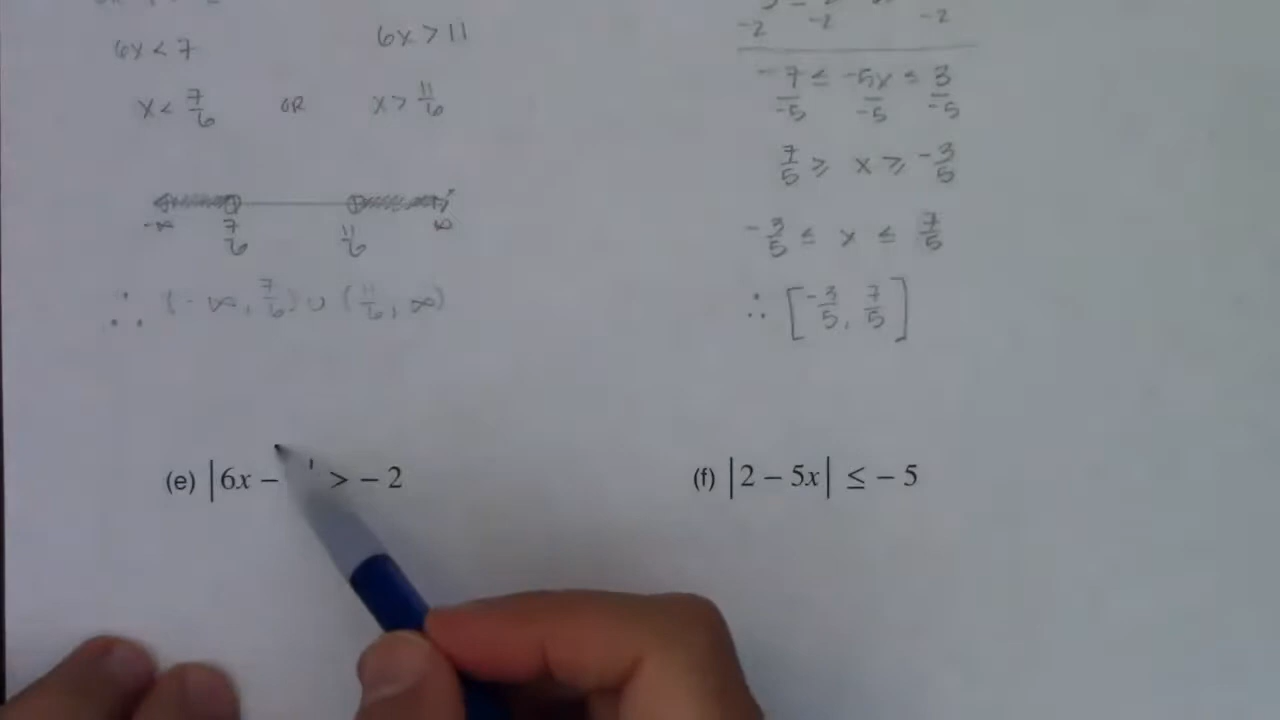 6x < 7
6x > 11
x < 7/6 OR x > 11/6
-∞ 7/6 11/6 ∞
∴ (-∞, 7/6) ∪ (11/6, ∞)
-2 -2 -2
-7/-5 ≤ -5x/-5 ≤ 3/-5
7/5 ≥ x ≥ -3/5
-3/5 ≤ x ≤ 7/5
∴ [-3/5, 7/5]
(e) |6x − > − 2
(f) |2 − 5x| ≤ − 5